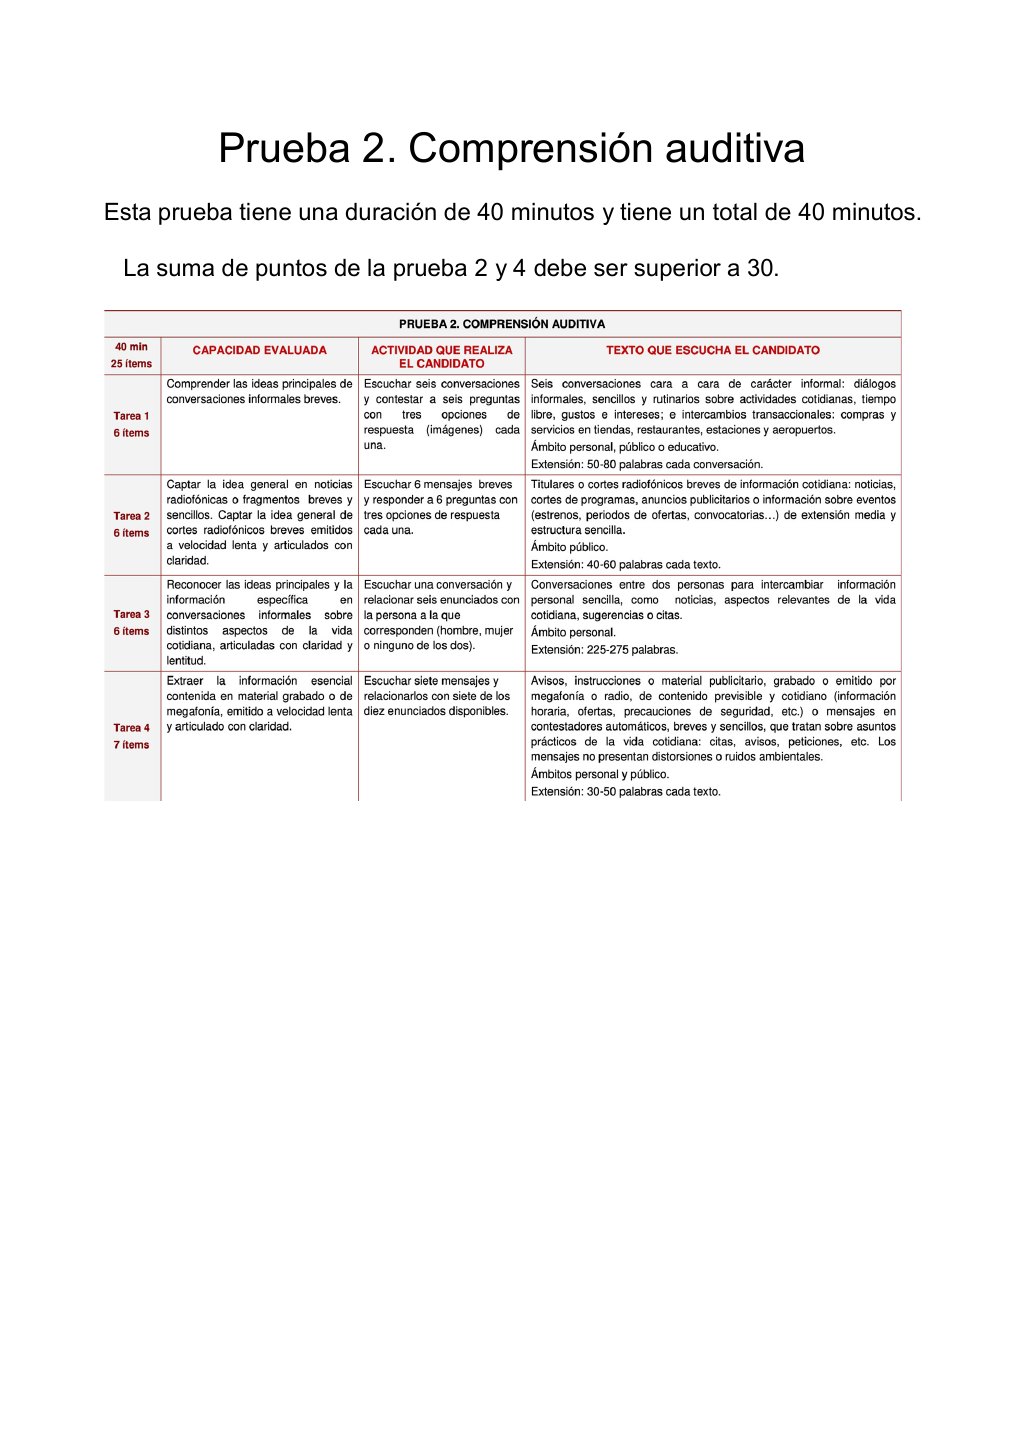 Prueba 2. Comprensión auditiva
Esta prueba tiene una duración de 40 minutos y tiene un total de 40 minutos.
La suma de puntos de la prueba 2 y 4 debe ser superior a 30.
PRUEBA 2. COMPRENSIÓN AUDITIVA
40 min
25 ítems
CAPACIDAD EVALUADA
ACTIVIDAD QUE REALIZA
EL CANDIDATO
TEXTO QUE ESCUCHA EL CANDIDATO
Tarea 1
6 ítems
Comprender las ideas principales de
conversaciones informales breves.
Escuchar seis conversaciones
y contestar a seis preguntas
con tres opciones de
respuesta (imágenes) cada
una.
Seis conversaciones cara a cara de carácter informal: diálogos
informales, sencillos y rutinarios sobre actividades cotidianas, tiempo
libre, gustos e intereses; e intercambios transaccionales: compras y
servicios en tiendas, restaurantes, estaciones y aeropuertos.
Ámbito personal, público o educativo.
Extensión: 50-80 palabras cada conversación.
Tarea 2
6 ítems
Captar la idea general en noticias
radiofónicas o fragmentos breves y
sencillos. Captar la idea general de
cortes radiofónicos breves emitidos
a velocidad lenta y articulados con
claridad.
Escuchar 6 mensajes breves
y responder a 6 preguntas con
tres opciones de respuesta
cada una.
Titulares o cortes radiofónicos breves de información cotidiana: noticias,
cortes de programas, anuncios publicitarios o información sobre eventos
(estrenos, periodos de ofertas, convocatorias…) de extensión media y
estructura sencilla.
Ámbito público.
Extensión: 40-60 palabras cada texto.
Tarea 3
6 ítems
Reconocer las ideas principales y la
información específica en
conversaciones informales sobre
distintos aspectos de la vida
cotidiana, articuladas con claridad y
lentitud.
Escuchar una conversación y
relacionar seis enunciados con
la persona a la que
corresponden (hombre, mujer
o ninguno de los dos).
Conversaciones entre dos personas para intercambiar información
personal sencilla, como noticias, aspectos relevantes de la vida
cotidiana, sugerencias o citas.
Ámbito personal.
Extensión: 225-275 palabras.
Tarea 4
7 ítems
Extraer la información esencial
contenida en material grabado o de
megafonía, emitido a velocidad lenta
y articulado con claridad.
Escuchar siete mensajes y
relacionarlos con siete de los
diez enunciados disponibles.
Avisos, instrucciones o material publicitario, grabado o emitido por
megafonía o radio, de contenido previsible y cotidiano (información
horaria, ofertas, precauciones de seguridad, etc.) o mensajes en
contestadores automáticos, breves y sencillos, que tratan sobre asuntos
prácticos de la vida cotidiana: citas, avisos, peticiones, etc. Los
mensajes no presentan distorsiones o ruidos ambientales.
Ámbitos personal y público.
Extensión: 30-50 palabras cada texto.